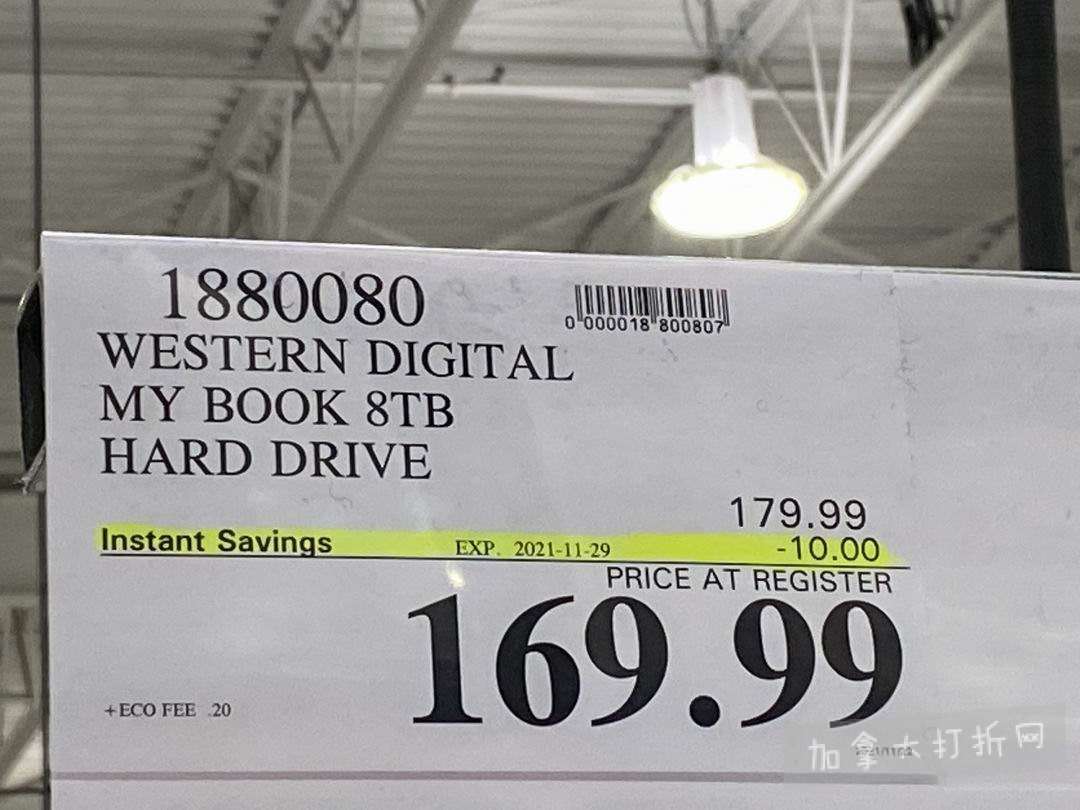 1880080
0 000018 800807
WESTERN DIGITAL
MY BOOK 8TB
HARD DRIVE
179.99
Instant Savings EXP. 2021-11-29 -10.00
PRICE AT REGISTER
169.99
+ECO FEE .20
加拿大打折网